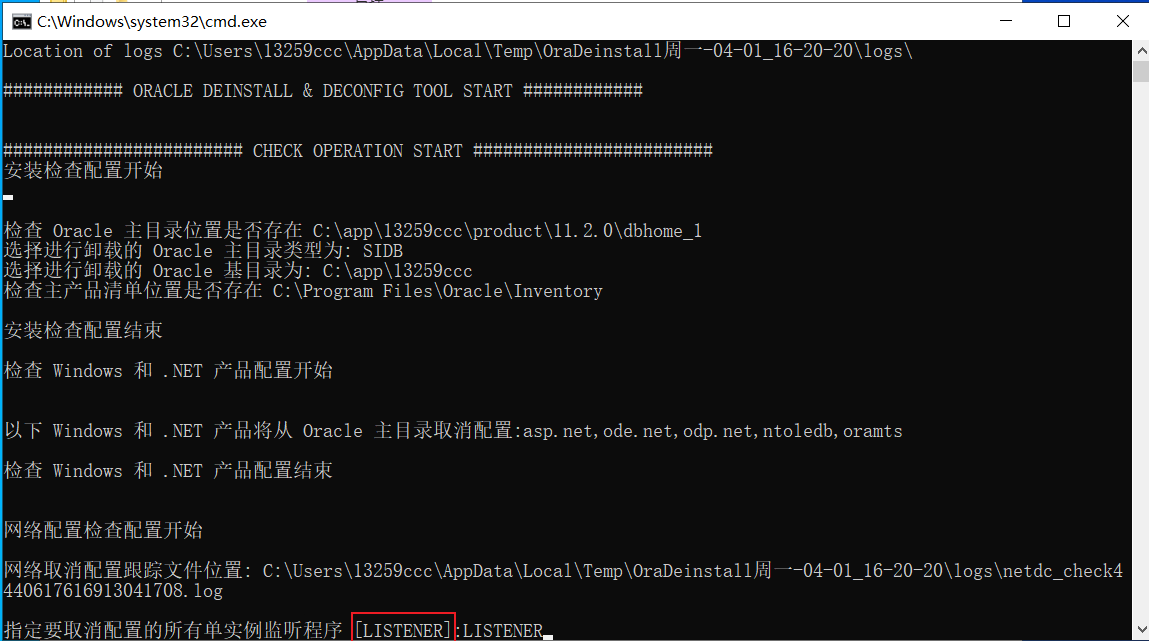 C:\Windows\system32\cmd.exe
Location of logs C:\Users\13259ccc\AppData\Local\Temp\OraDeinstall周一-04-01_16-20-20\logs\
############ ORACLE DEINSTALL & DECONFIG TOOL START ############
######################## CHECK OPERATION START ########################
安装检查配置开始
检查 Oracle 主目录位置是否存在 C:\app\13259ccc\product\11.2.0\dbhome_1
选择进行卸载的 Oracle 主目录类型为: SIDB
选择进行卸载的 Oracle 基目录为: C:\app\13259ccc
检查主产品清单位置是否存在 C:\Program Files\Oracle\Inventory
安装检查配置结束
检查 Windows 和 .NET 产品配置开始
以下 Windows 和 .NET 产品将从 Oracle 主目录取消配置:asp.net,ode.net,odp.net,ntoledb,oramts
检查 Windows 和 .NET 产品配置结束
网络配置检查配置开始
网络取消配置跟踪文件位置: C:\Users\13259ccc\AppData\Local\Temp\OraDeinstall周一-04-01_16-20-20\logs\netdc_check4
440617616913041708.log
指定要取消配置的所有单实例监听程序 [LISTENER]:LISTENER